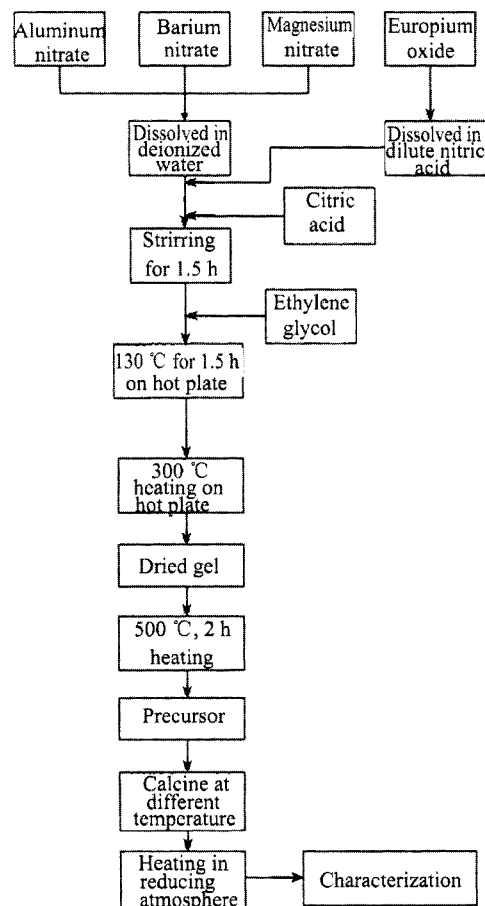 Aluminum
nitrate
Barium
nitrate
Magnesium
nitrate
Europium
oxide
Dissolved in
deionized
water
Dissolved in
dilute nitric
acid
Citric
acid
Strirring
for 1.5 h
Ethylene
glycol
130 ℃ for 1.5 h
on hot plate
300 ℃
heating on
hot plate
Dried gel
500 ℃, 2 h
heating
Precursor
Calcine at
different
temperature
Heating in
reducing
atmosphere
Characterization